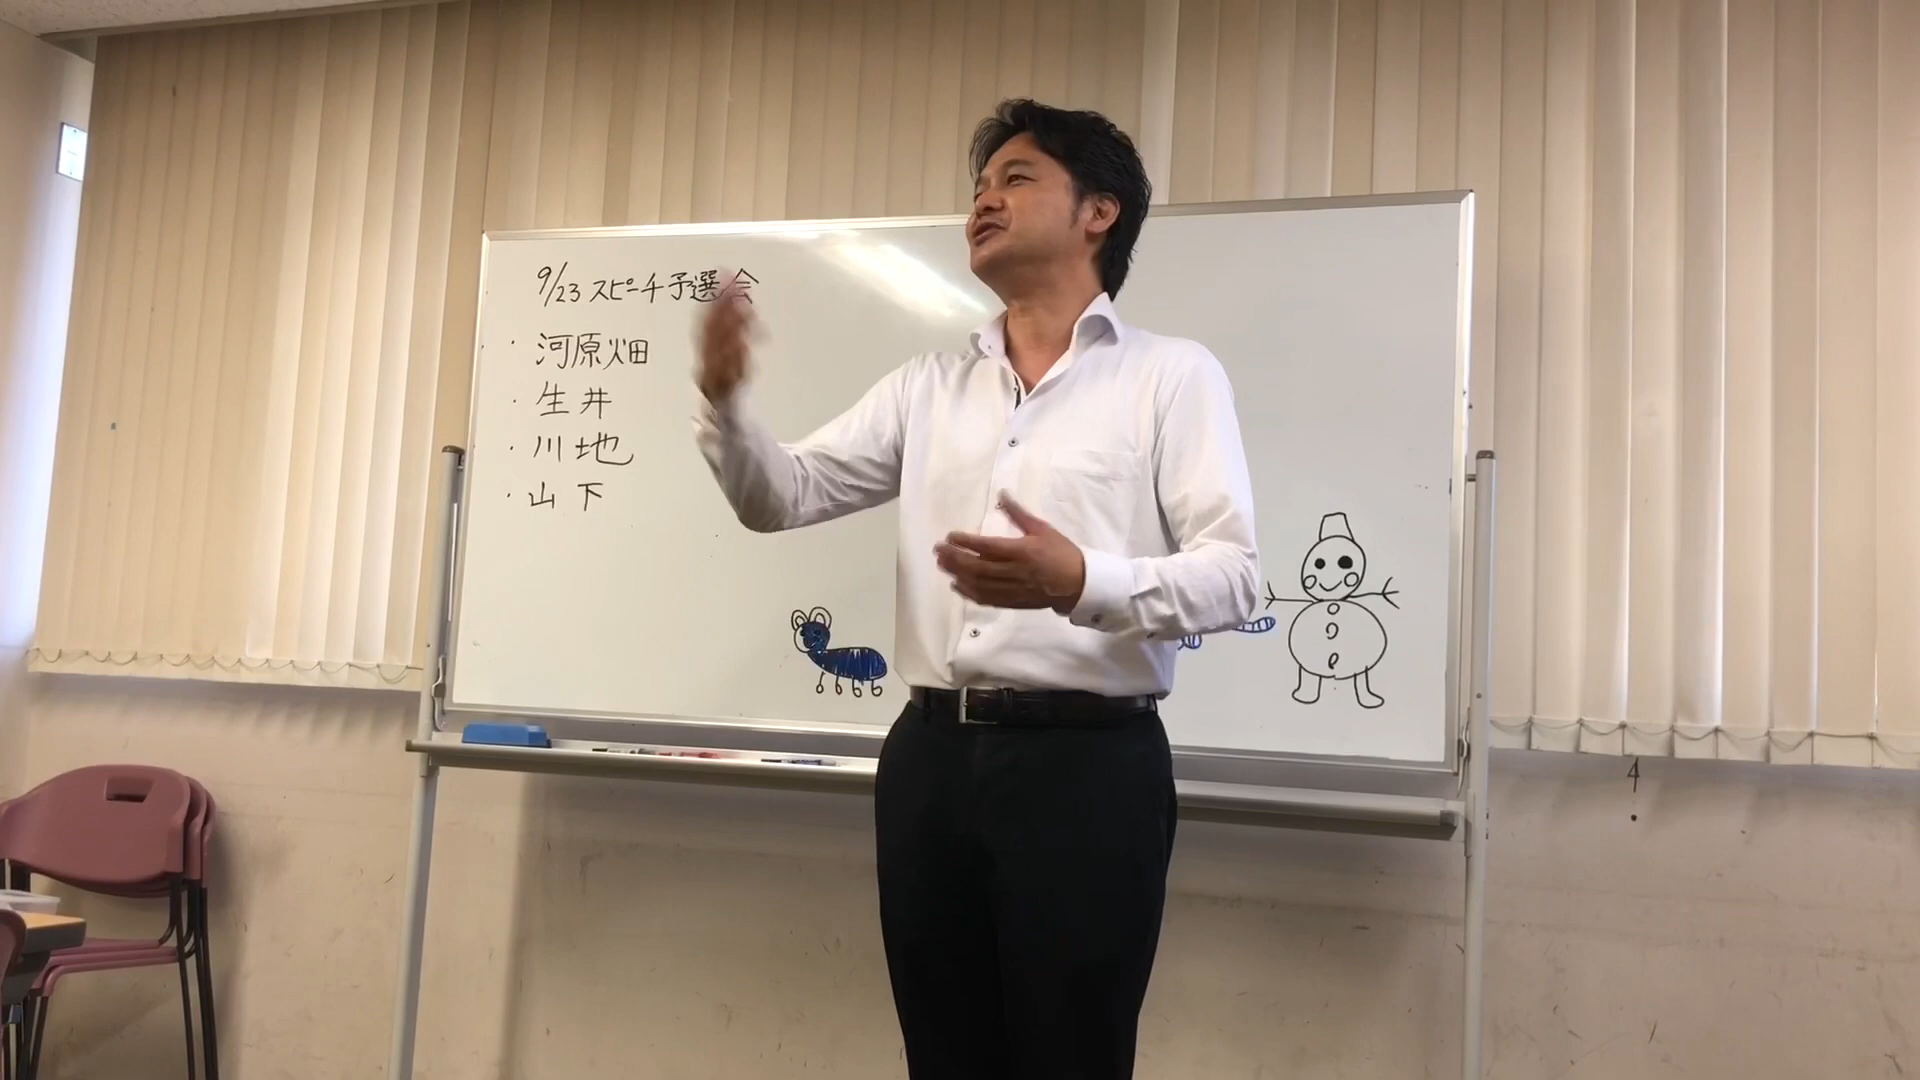 9/23 スピーチ予選会
・河原畑
・生井
・川地
・山下